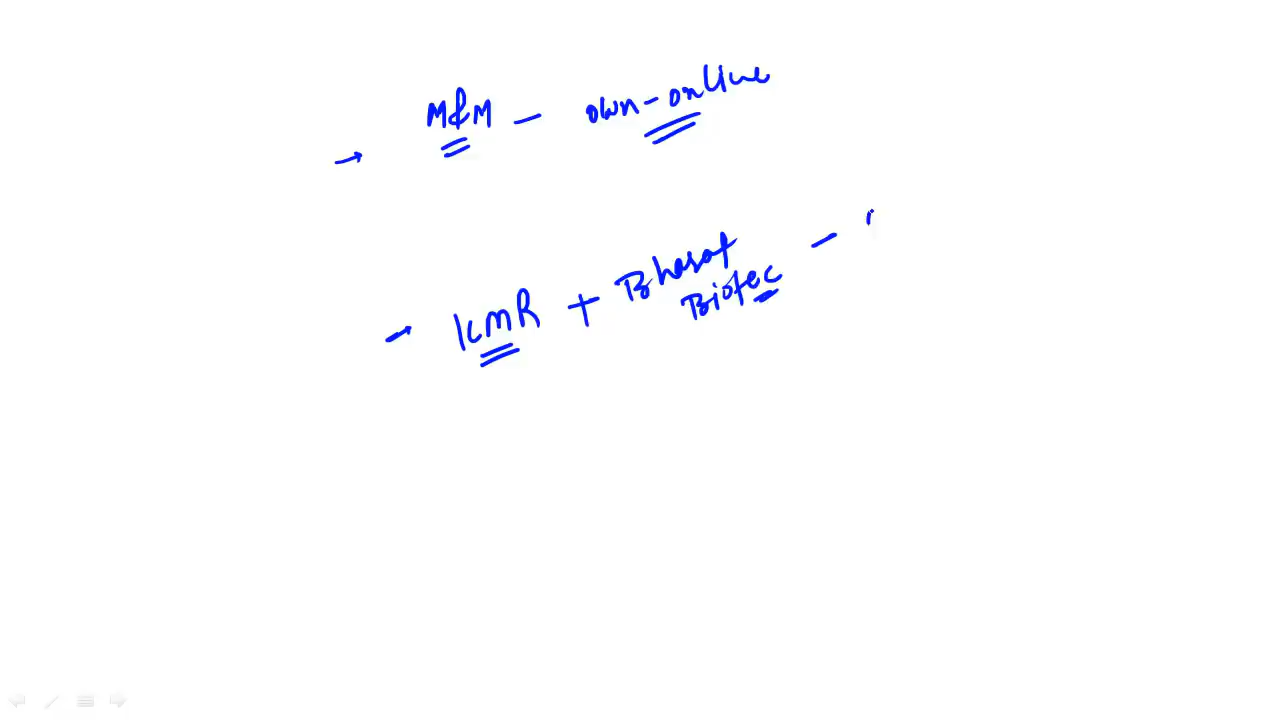 → M&M - own-online
→ ICMR + Bharat
Biotec -